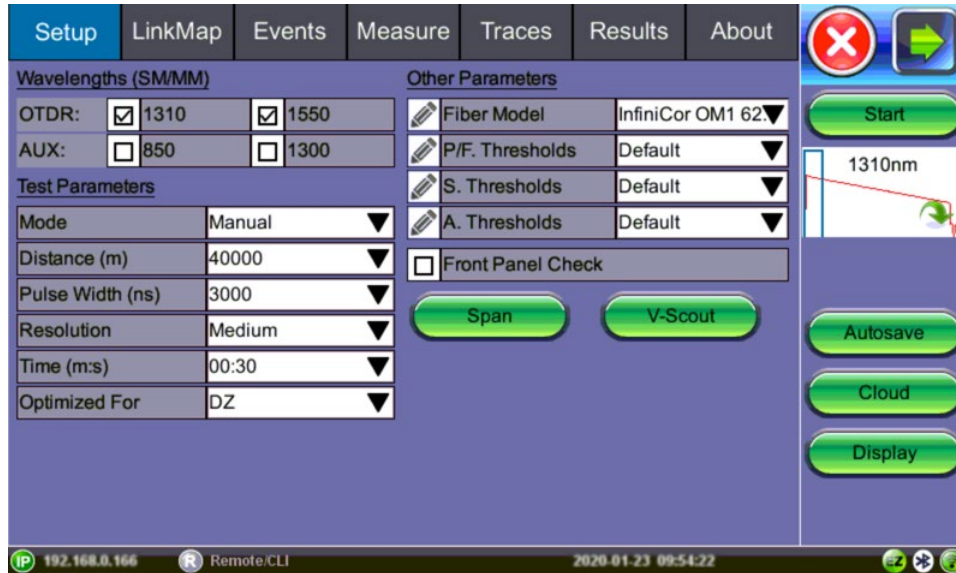 Setup LinkMap Events Measure Traces Results About
Wavelengths (SM/MM)
OTDR: 1310 1550
AUX: 850 1300
Test Parameters
Mode Manual
Distance (m) 40000
Pulse Width (ns) 3000
Resolution Medium
Time (m:s) 00:30
Optimized For DZ
Other Parameters
Fiber Model InfiniCor OM1 62.
P/F. Thresholds Default
S. Thresholds Default
A. Thresholds Default
Front Panel Check
Span V-Scout
Start
1310nm
Autosave
Cloud
Display
IP 192.168.0.166 R Remote/CLI 2020-01-23 09:54:22 EZ